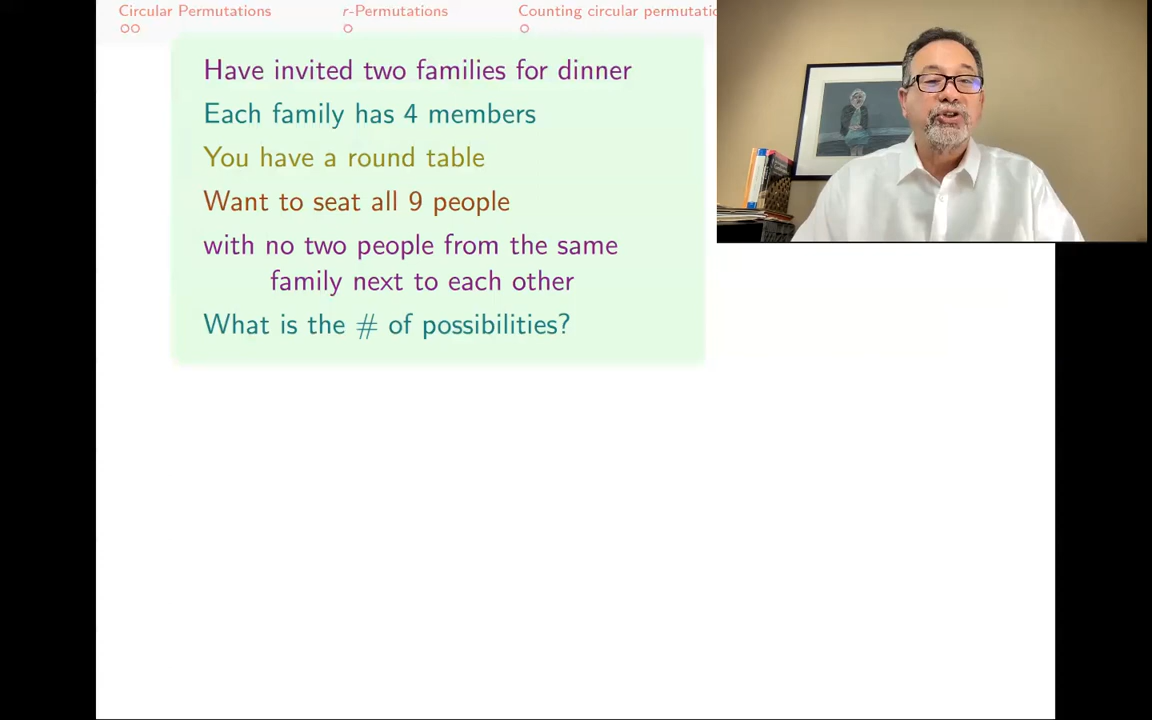 Circular Permutations
r-Permutations
Counting circular permutatio
Have invited two families for dinner
Each family has 4 members
You have a round table
Want to seat all 9 people
with no two people from the same
family next to each other
What is the # of possibilities?